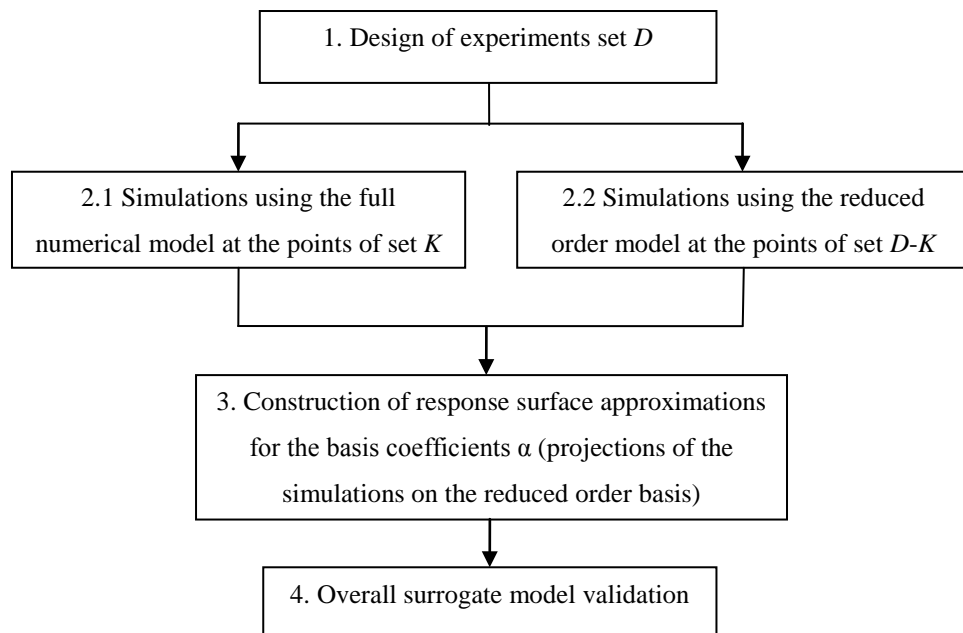 1. Design of experiments set D
2.1 Simulations using the full
numerical model at the points of set K
2.2 Simulations using the reduced
order model at the points of set D-K
3. Construction of response surface approximations
for the basis coefficients α (projections of the
simulations on the reduced order basis)
4. Overall surrogate model validation